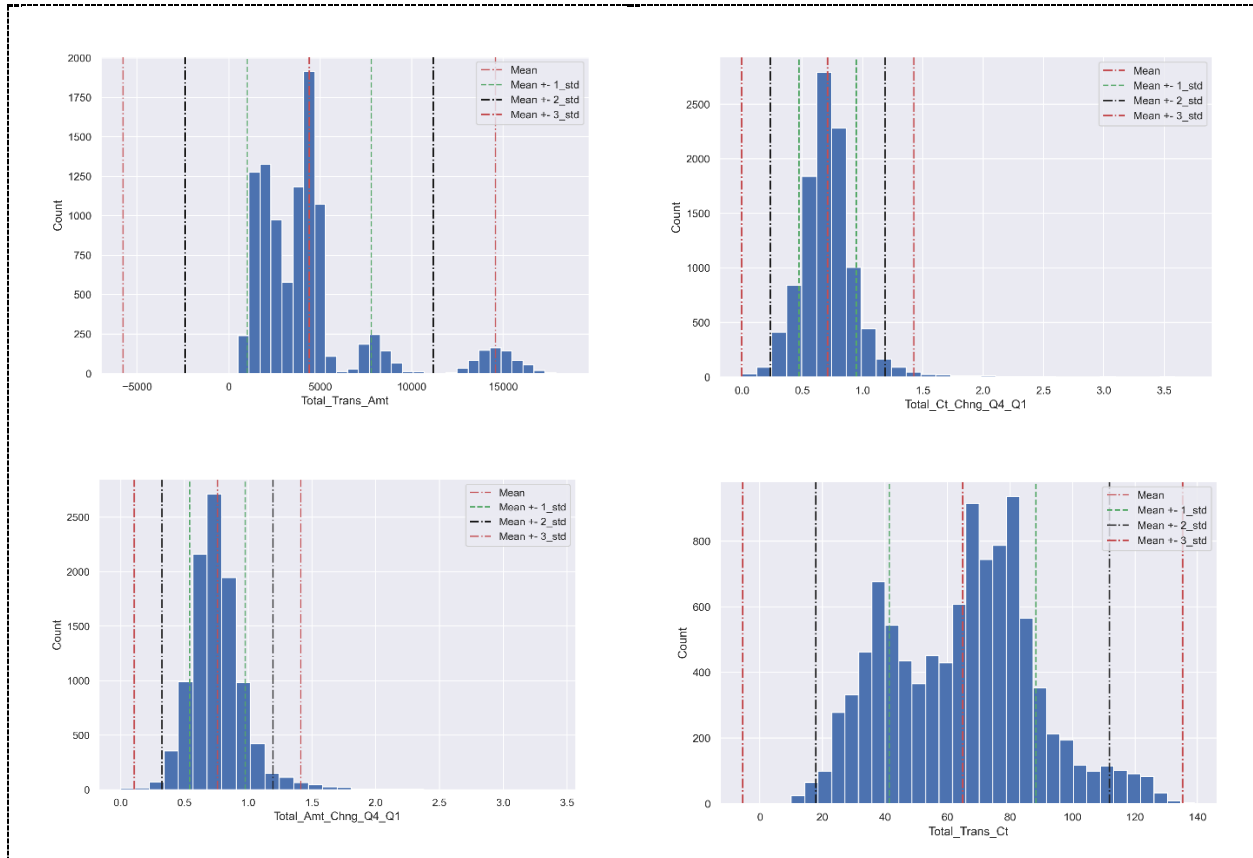 2000
1750
1500
1250
1000
750
500
250
0
Count
−5000
0
5000
10000
15000
Total_Trans_Amt
Mean
Mean +- 1_std
Mean +- 2_std
Mean +- 3_std
2500
2000
1500
1000
500
0
Count
0.0
0.5
1.0
1.5
2.0
2.5
3.0
3.5
Total_Ct_Chng_Q4_Q1
Mean
Mean +- 1_std
Mean +- 2_std
Mean +- 3_std
2500
2000
1500
1000
500
0
Count
0.0
0.5
1.0
1.5
2.0
2.5
3.0
3.5
Total_Amt_Chng_Q4_Q1
Mean
Mean +- 1_std
Mean +- 2_std
Mean +- 3_std
800
600
400
200
0
Count
0
20
40
60
80
100
120
140
Total_Trans_Ct
Mean
Mean +- 1_std
Mean +- 2_std
Mean +- 3_std